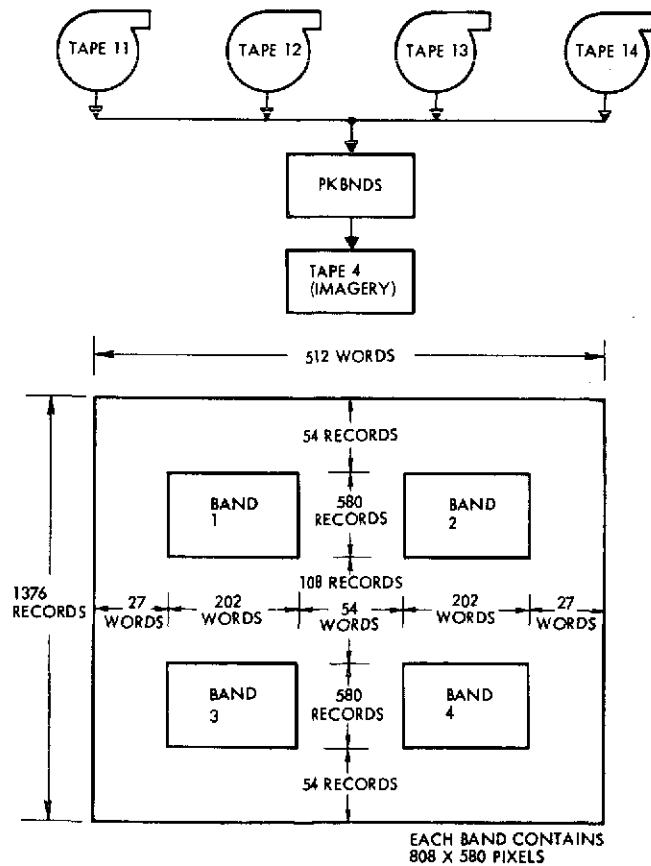 TAPE 11
TAPE 12
TAPE 13
TAPE 14
PKBNDS
TAPE 4
(IMAGERY)
512 WORDS
54 RECORDS
BAND
1
580
RECORDS
BAND
2
108 RECORDS
1376
RECORDS
27
WORDS
202
WORDS
54
WORDS
202
WORDS
27
WORDS
BAND
3
580
RECORDS
BAND
4
54 RECORDS
EACH BAND CONTAINS
808 X 580 PIXELS